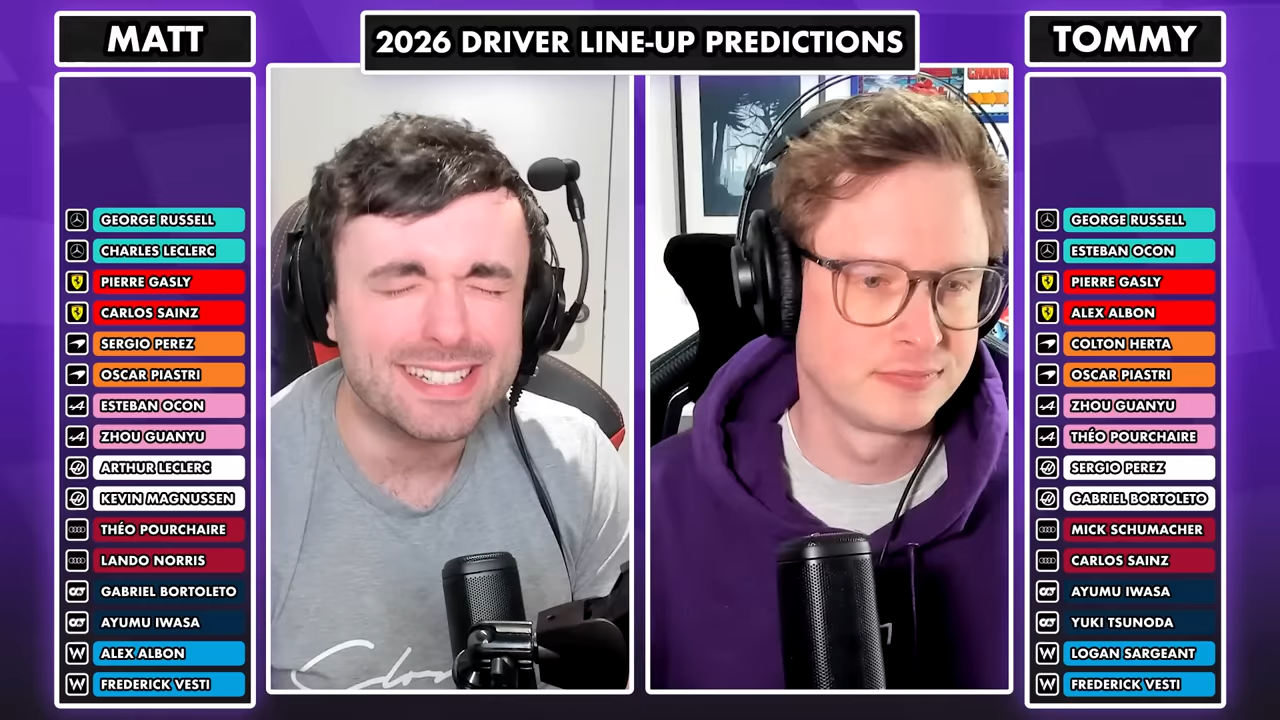 MATT
2026 DRIVER LINE-UP PREDICTIONS
TOMMY
GEORGE RUSSELL
CHARLES LECLERC
PIERRE GASLY
CARLOS SAINZ
SERGIO PEREZ
OSCAR PIASTRI
ESTEBAN OCON
ZHOU GUANYU
ARTHUR LECLERC
KEVIN MAGNUSSEN
THÉO POURCHAIRE
LANDO NORRIS
GABRIEL BORTOLETO
AYUMU IWASA
ALEX ALBON
FREDERICK VESTI
GEORGE RUSSELL
ESTEBAN OCON
PIERRE GASLY
ALEX ALBON
COLTON HERTA
OSCAR PIASTRI
ZHOU GUANYU
THÉO POURCHAIRE
SERGIO PEREZ
GABRIEL BORTOLETO
MICK SCHUMACHER
CARLOS SAINZ
AYUMU IWASA
YUKI TSUNODA
LOGAN SARGEANT
FREDERICK VESTI